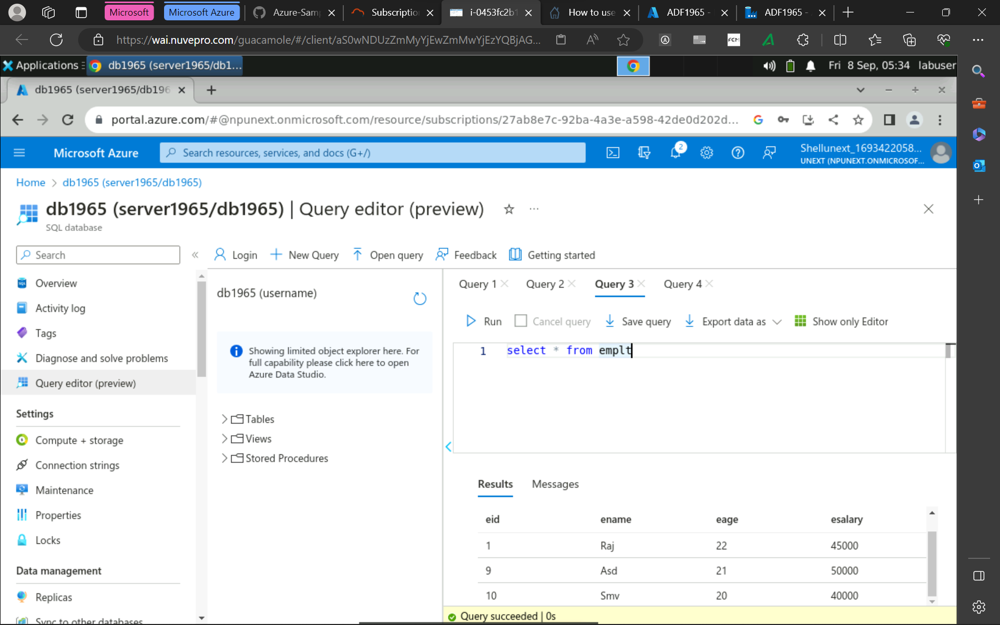 Microsoft
Microsoft Azure
Azure-Sam
Subscriptio
i-0453fc2b1
How to use
ADF1965 -
ADF1965 -
https://wai.nuvepro.com/guacamole/#/client/aS0wNDUzZmMyYjEwZmMwYjEzYQBjAG...
Applications
db1965 (server1965/db1...
Fri 8 Sep, 05:34 labuser
db1965 (server1965/db196
portal.azure.com/#@npunext.onmicrosoft.com/resource/subscriptions/27ab8e7c-92ba-4a3e-a598-42de0d202d...
Microsoft Azure
Search resources, services, and docs (G+/)
2
Shellunext_1693422058...
UNEXT (NPUNEXT.ONMICROSOF...
Home > db1965 (server1965/db1965)
db1965 (server1965/db1965) | Query editor (preview)
SQL database
Search
Login
New Query
Open query
Feedback
Getting started
Overview
Activity log
Tags
Diagnose and solve problems
Query editor (preview)
Settings
Compute + storage
Connection strings
Maintenance
Properties
Locks
Data management
Replicas
Sync to other databases
db1965 (username)
Showing limited object explorer here. For
full capability please click here to open
Azure Data Studio.
Tables
Views
Stored Procedures
Query 1
Query 2
Query 3
Query 4
Run
Cancel query
Save query
Export data as
Show only Editor
1 select * from emplt
Results
Messages
eid ename eage esalary
1 Raj 22 45000
9 Asd 21 50000
10 Smv 20 40000
Query succeeded | 0s